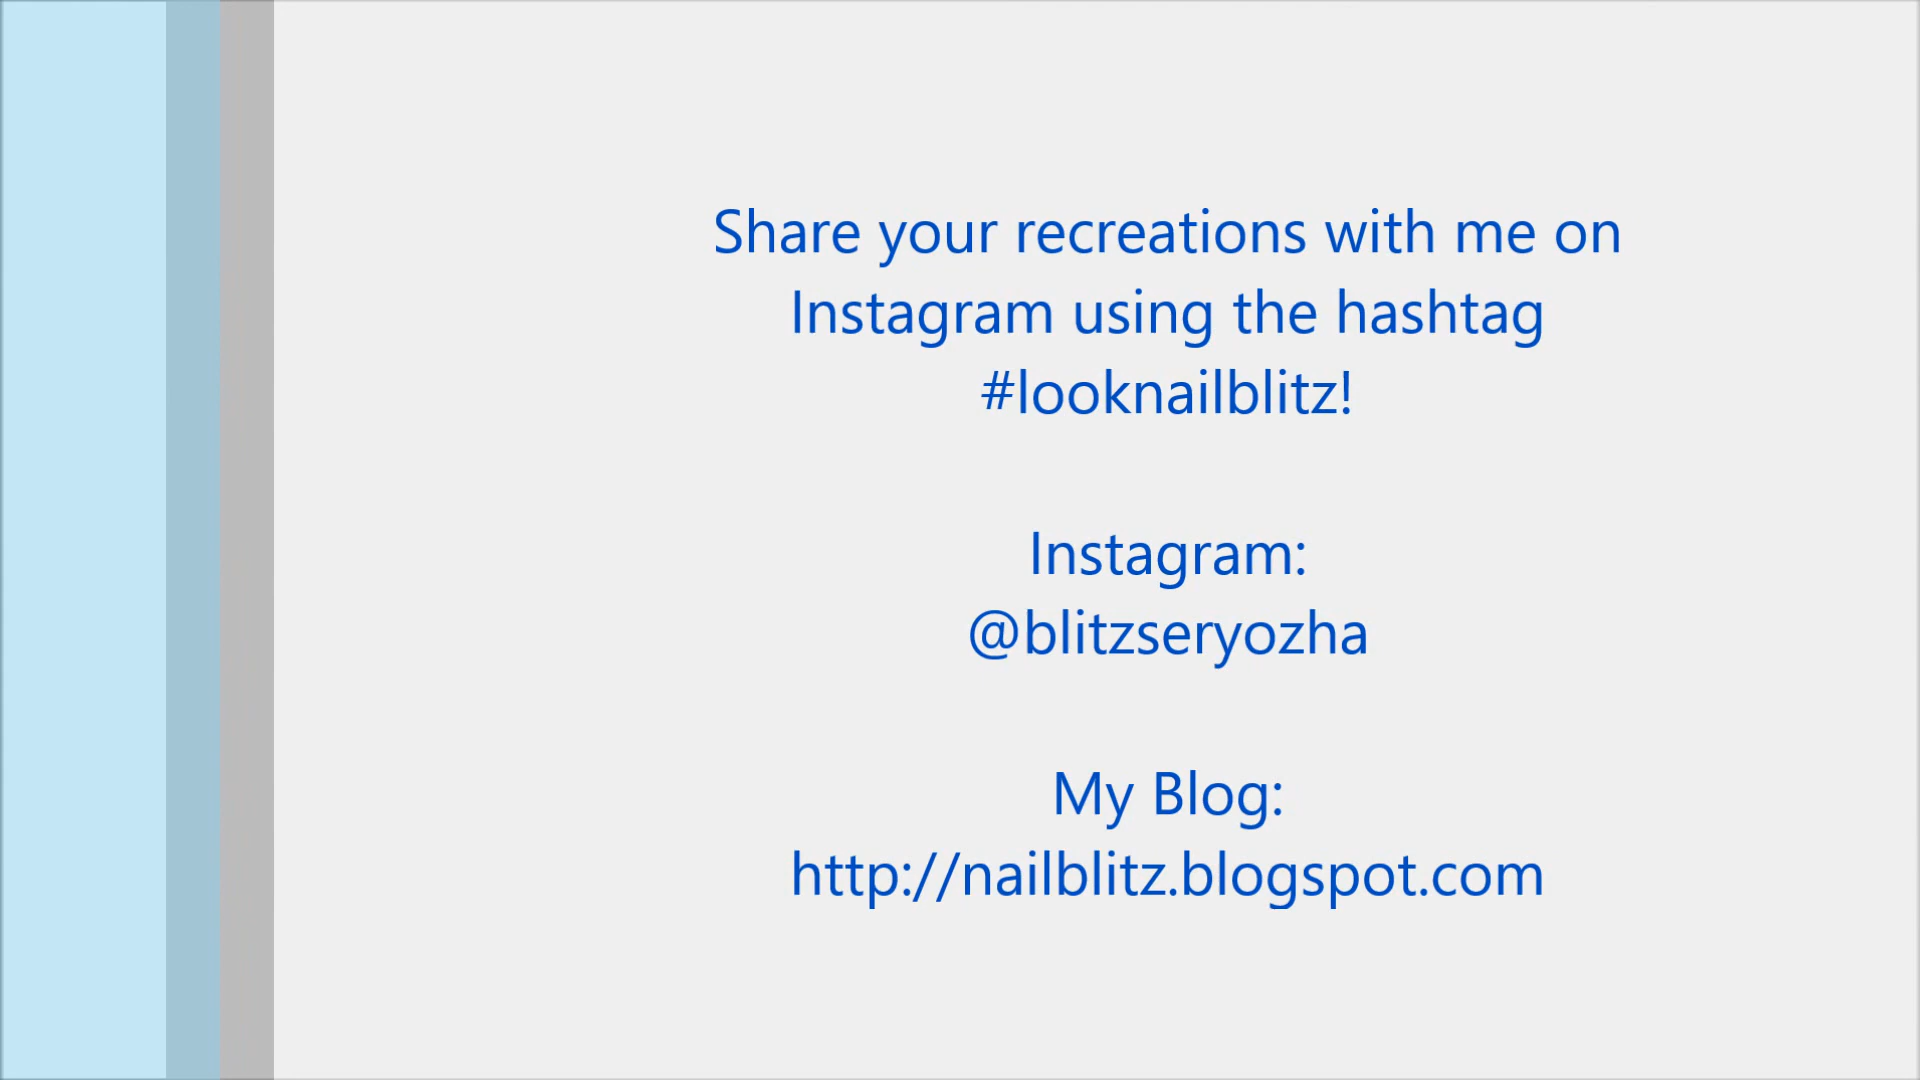 Share your recreations with me on
Instagram using the hashtag
#looknailblitz!
Instagram:
@blitzseryozha
My Blog:
http://nailblitz.blogspot.com